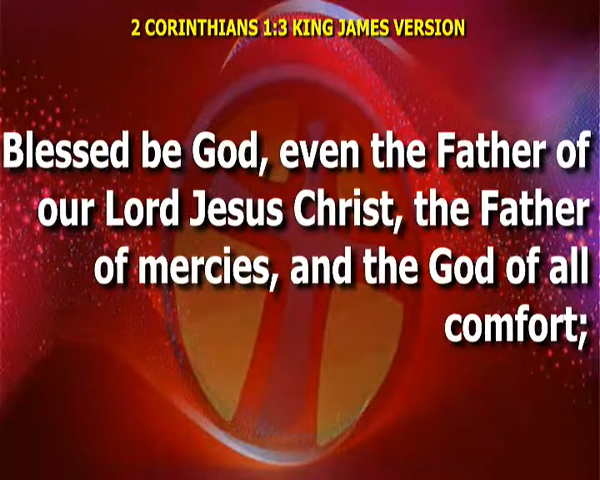 2 CORINTHIANS 1:3 KING JAMES VERSION
Blessed be God, even the Father of
our Lord Jesus Christ, the Father
of mercies, and the God of all
comfort;